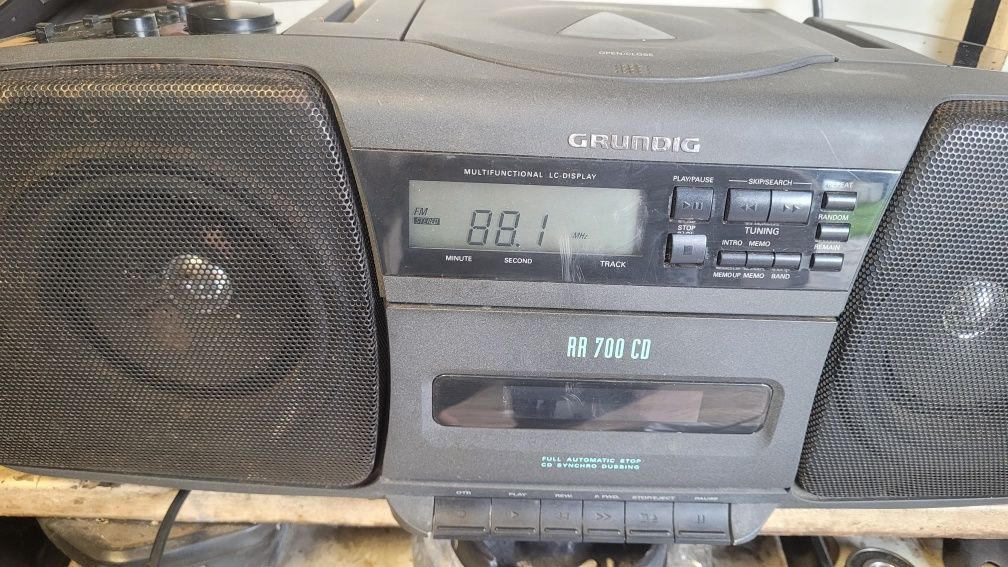 OPEN/CLOSE
GRUNDIG
MULTIFUNCTIONAL LC-DISPLAY
PLAY/PAUSE
SKIP/SEARCH
REPEAT
FM
STEREO
88.1
MHz
STOP
TUNING
RANDOM
INTRO MEMO
REMAIN
MINUTE SECOND TRACK
MEMO UP MEMO BAND
RR 700 CD
FULL AUTOMATIC STOP
CD SYNCHRO DUBBING
PLAY REW. F.FWD. STOP/EJECT PAUSE